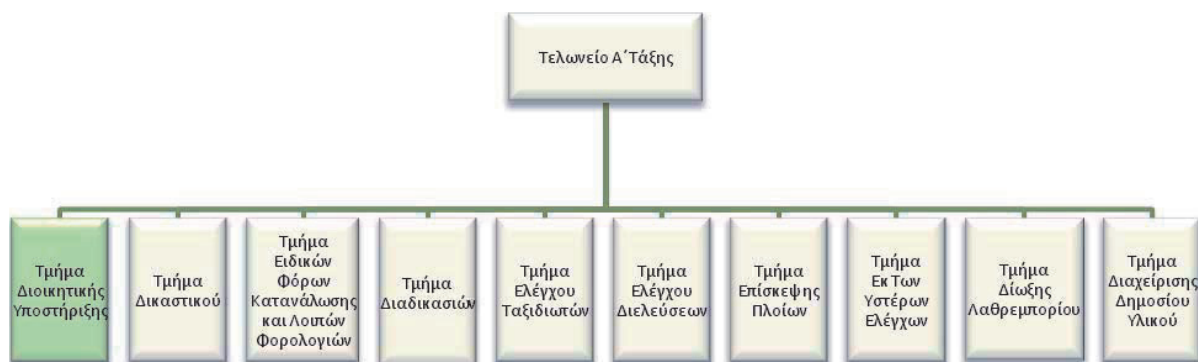 Τελωνείο Α΄Τάξης
Τμήμα
Διοικητικής
Υποστήριξης
Τμήμα
Δικαστικού
Τμήμα
Ειδικών
Φόρων
Κατανάλωσης
και Λοιπών
Φορολογιών
Τμήμα
Διαδικασιών
Τμήμα
Ελέγχου
Ταξιδιωτών
Τμήμα
Ελέγχου
Διελεύσεων
Τμήμα
Επίσκεψης
Πλοίων
Τμήμα
Εκ Των
Υστέρων
Ελέγχων
Τμήμα
Δίωξης
Λαθρεμπορίου
Τμήμα
Διαχείρισης
Δημοσίου
Υλικού